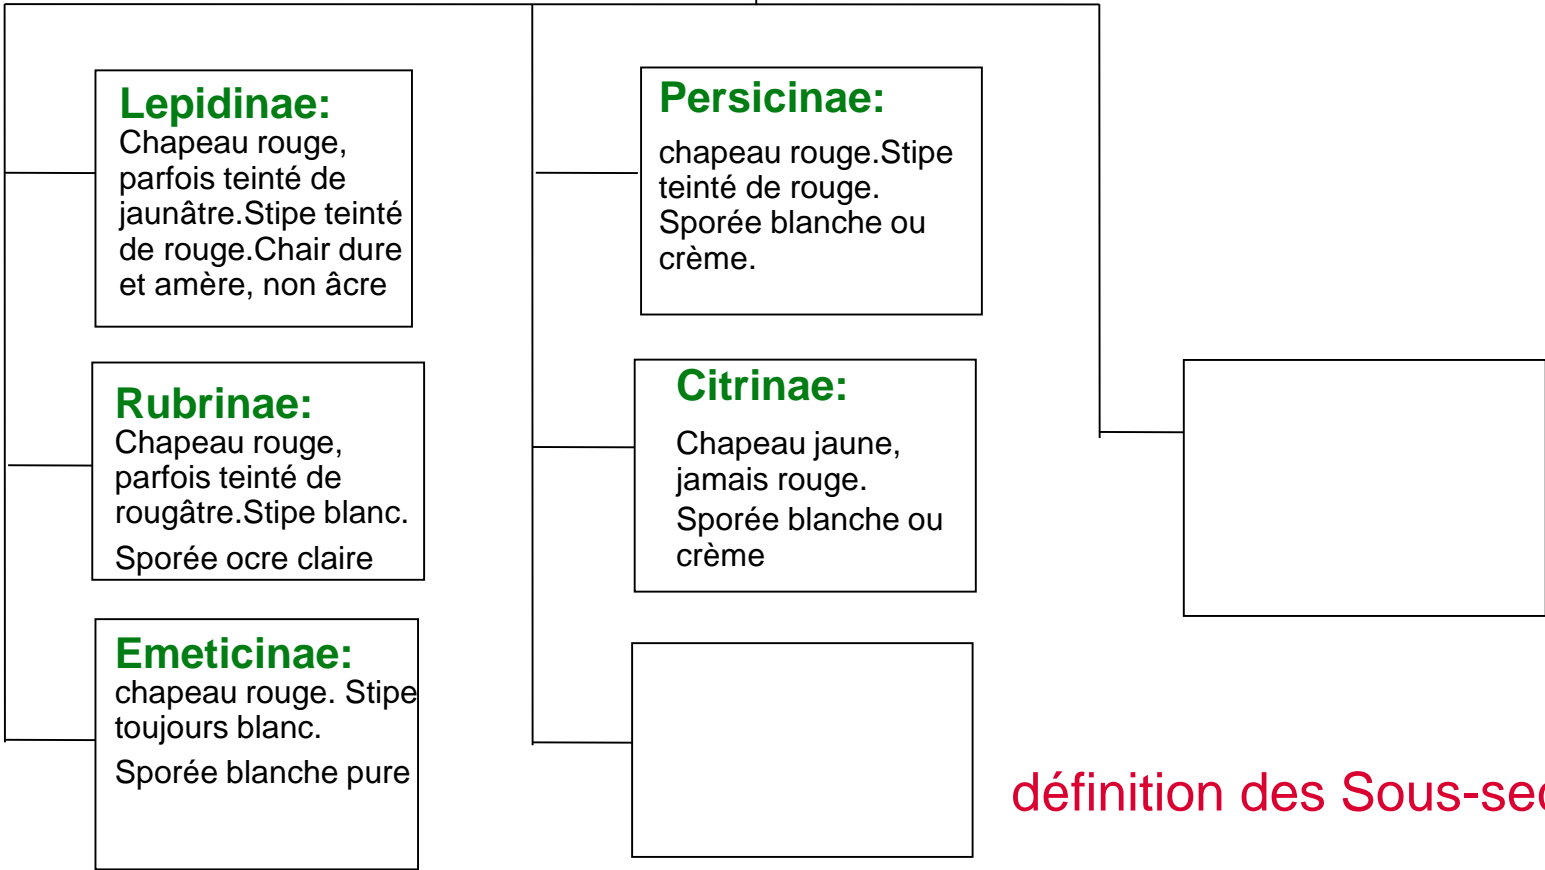 Lepidinae:
Chapeau rouge,
parfois teinté de
jaunâtre.Stipe teinté
de rouge.Chair dure
et amère, non âcre
Rubrinae:
Chapeau rouge,
parfois teinté de
rougâtre.Stipe blanc.
Sporée ocre claire
Emeticinae:
chapeau rouge. Stipe
toujours blanc.
Sporée blanche pure
Persicinae:
chapeau rouge.Stipe
teinté de rouge.
Sporée blanche ou
crème.
Citrinae:
Chapeau jaune,
jamais rouge.
Sporée blanche ou
crème
définition des Sous-sec